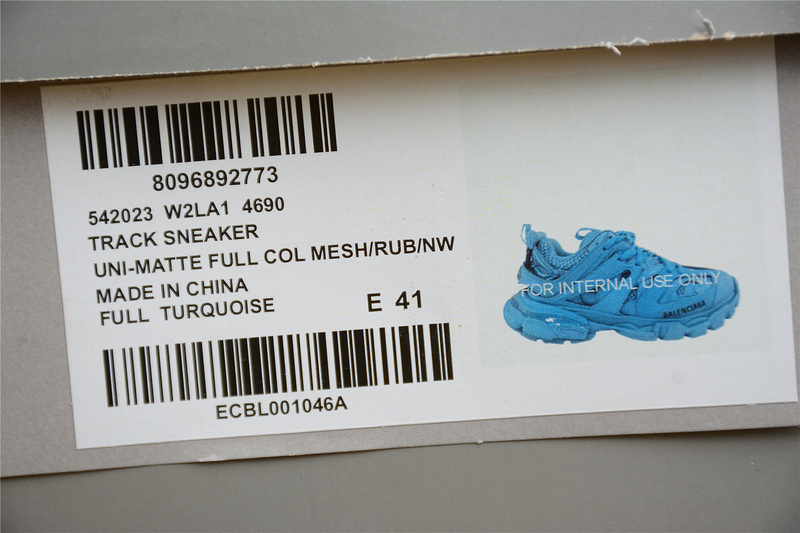 8096892773
542023 W2LA1 4690
TRACK SNEAKER
UNI-MATTE FULL COL MESH/RUB/NW
MADE IN CHINA
FULL TURQUOISE E 41
ECBL001046A
FOR INTERNAL USE ONLY
BALENCIAGA